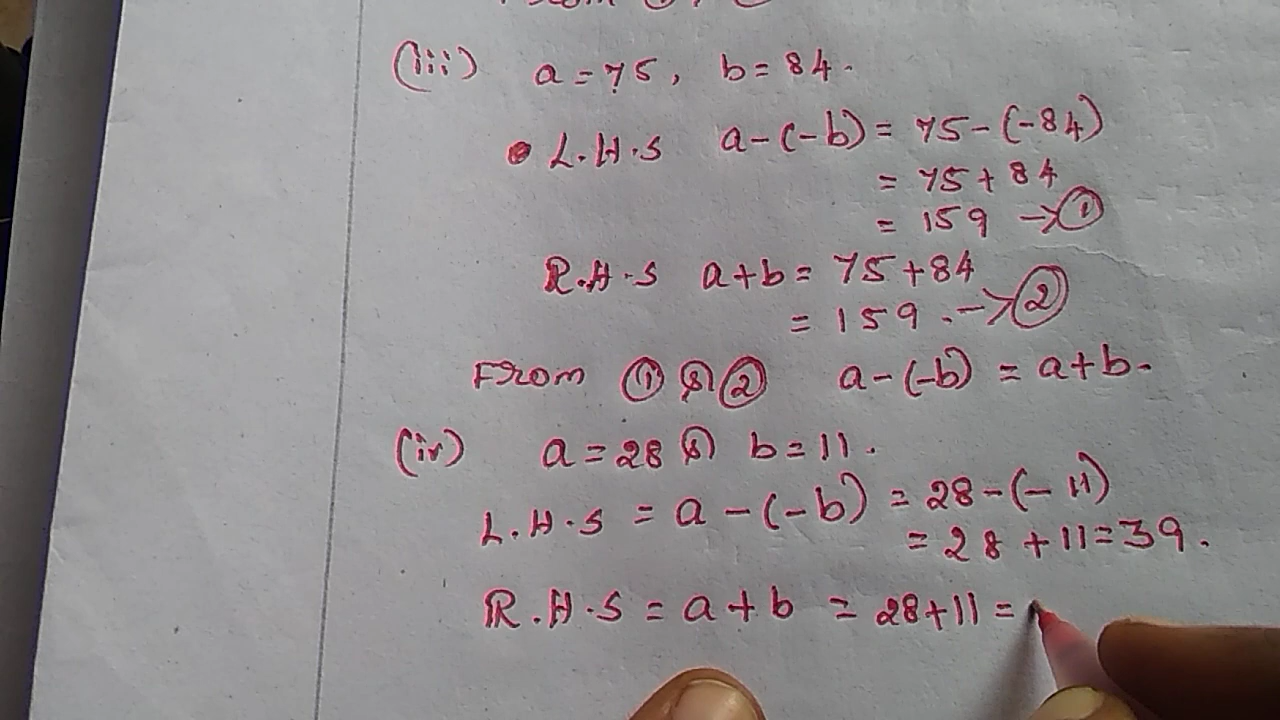 (iii) a = 75, b = 84.
L.H.S a-(-b) = 75-(-84)
= 75+84
= 159 → ①
R.H.S a+b = 75+84
= 159. → ②
From ① & ② a-(-b) = a+b.
(iv) a = 28 & b = 11.
L.H.S = a-(-b) = 28-(-11)
= 28 + 11 = 39.
R.H.S = a + b = 28+11 =